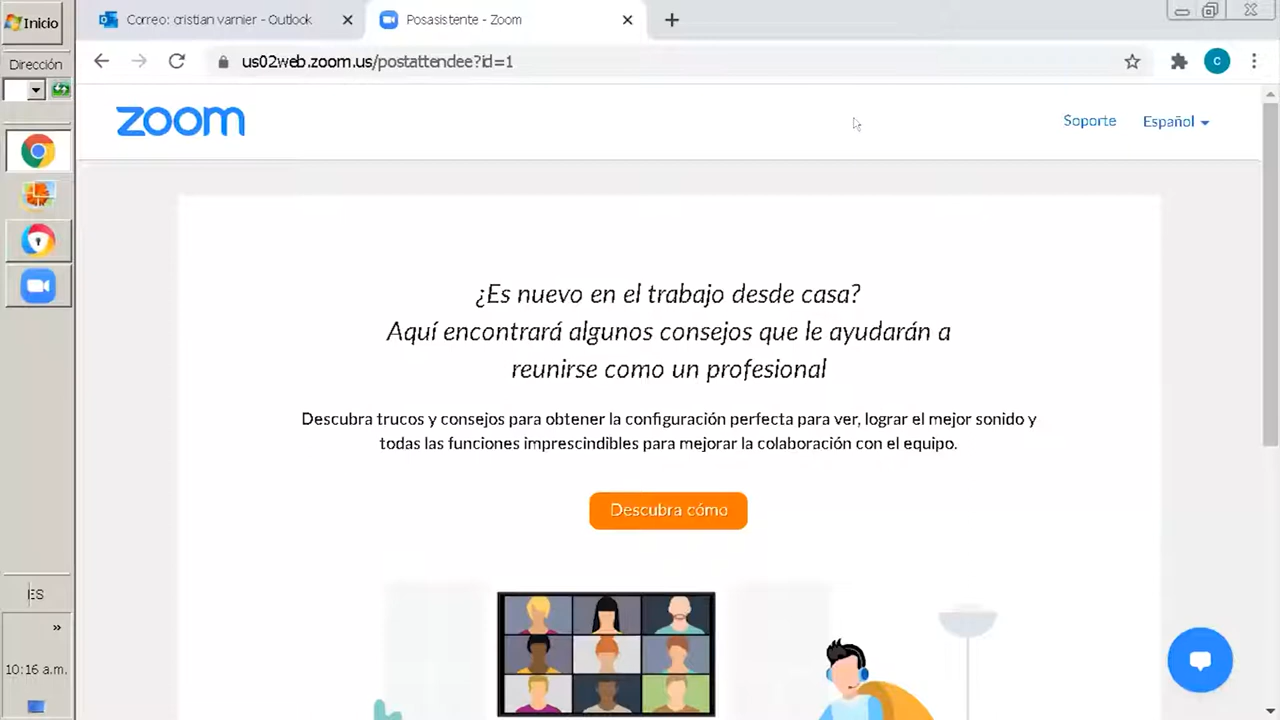 Inicio
Correo: cristian varnier - Outlook
Posasistente - Zoom
Dirección
us02web.zoom.us/postattendee?id=1
C
zoom
Soporte
Español
¿Es nuevo en el trabajo desde casa?
Aquí encontrará algunos consejos que le ayudarán a
reunirse como un profesional
Descubra trucos y consejos para obtener la configuración perfecta para ver, lograr el mejor sonido y
todas las funciones imprescindibles para mejorar la colaboración con el equipo.
Descubra cómo
ES
»
10:16 a.m.